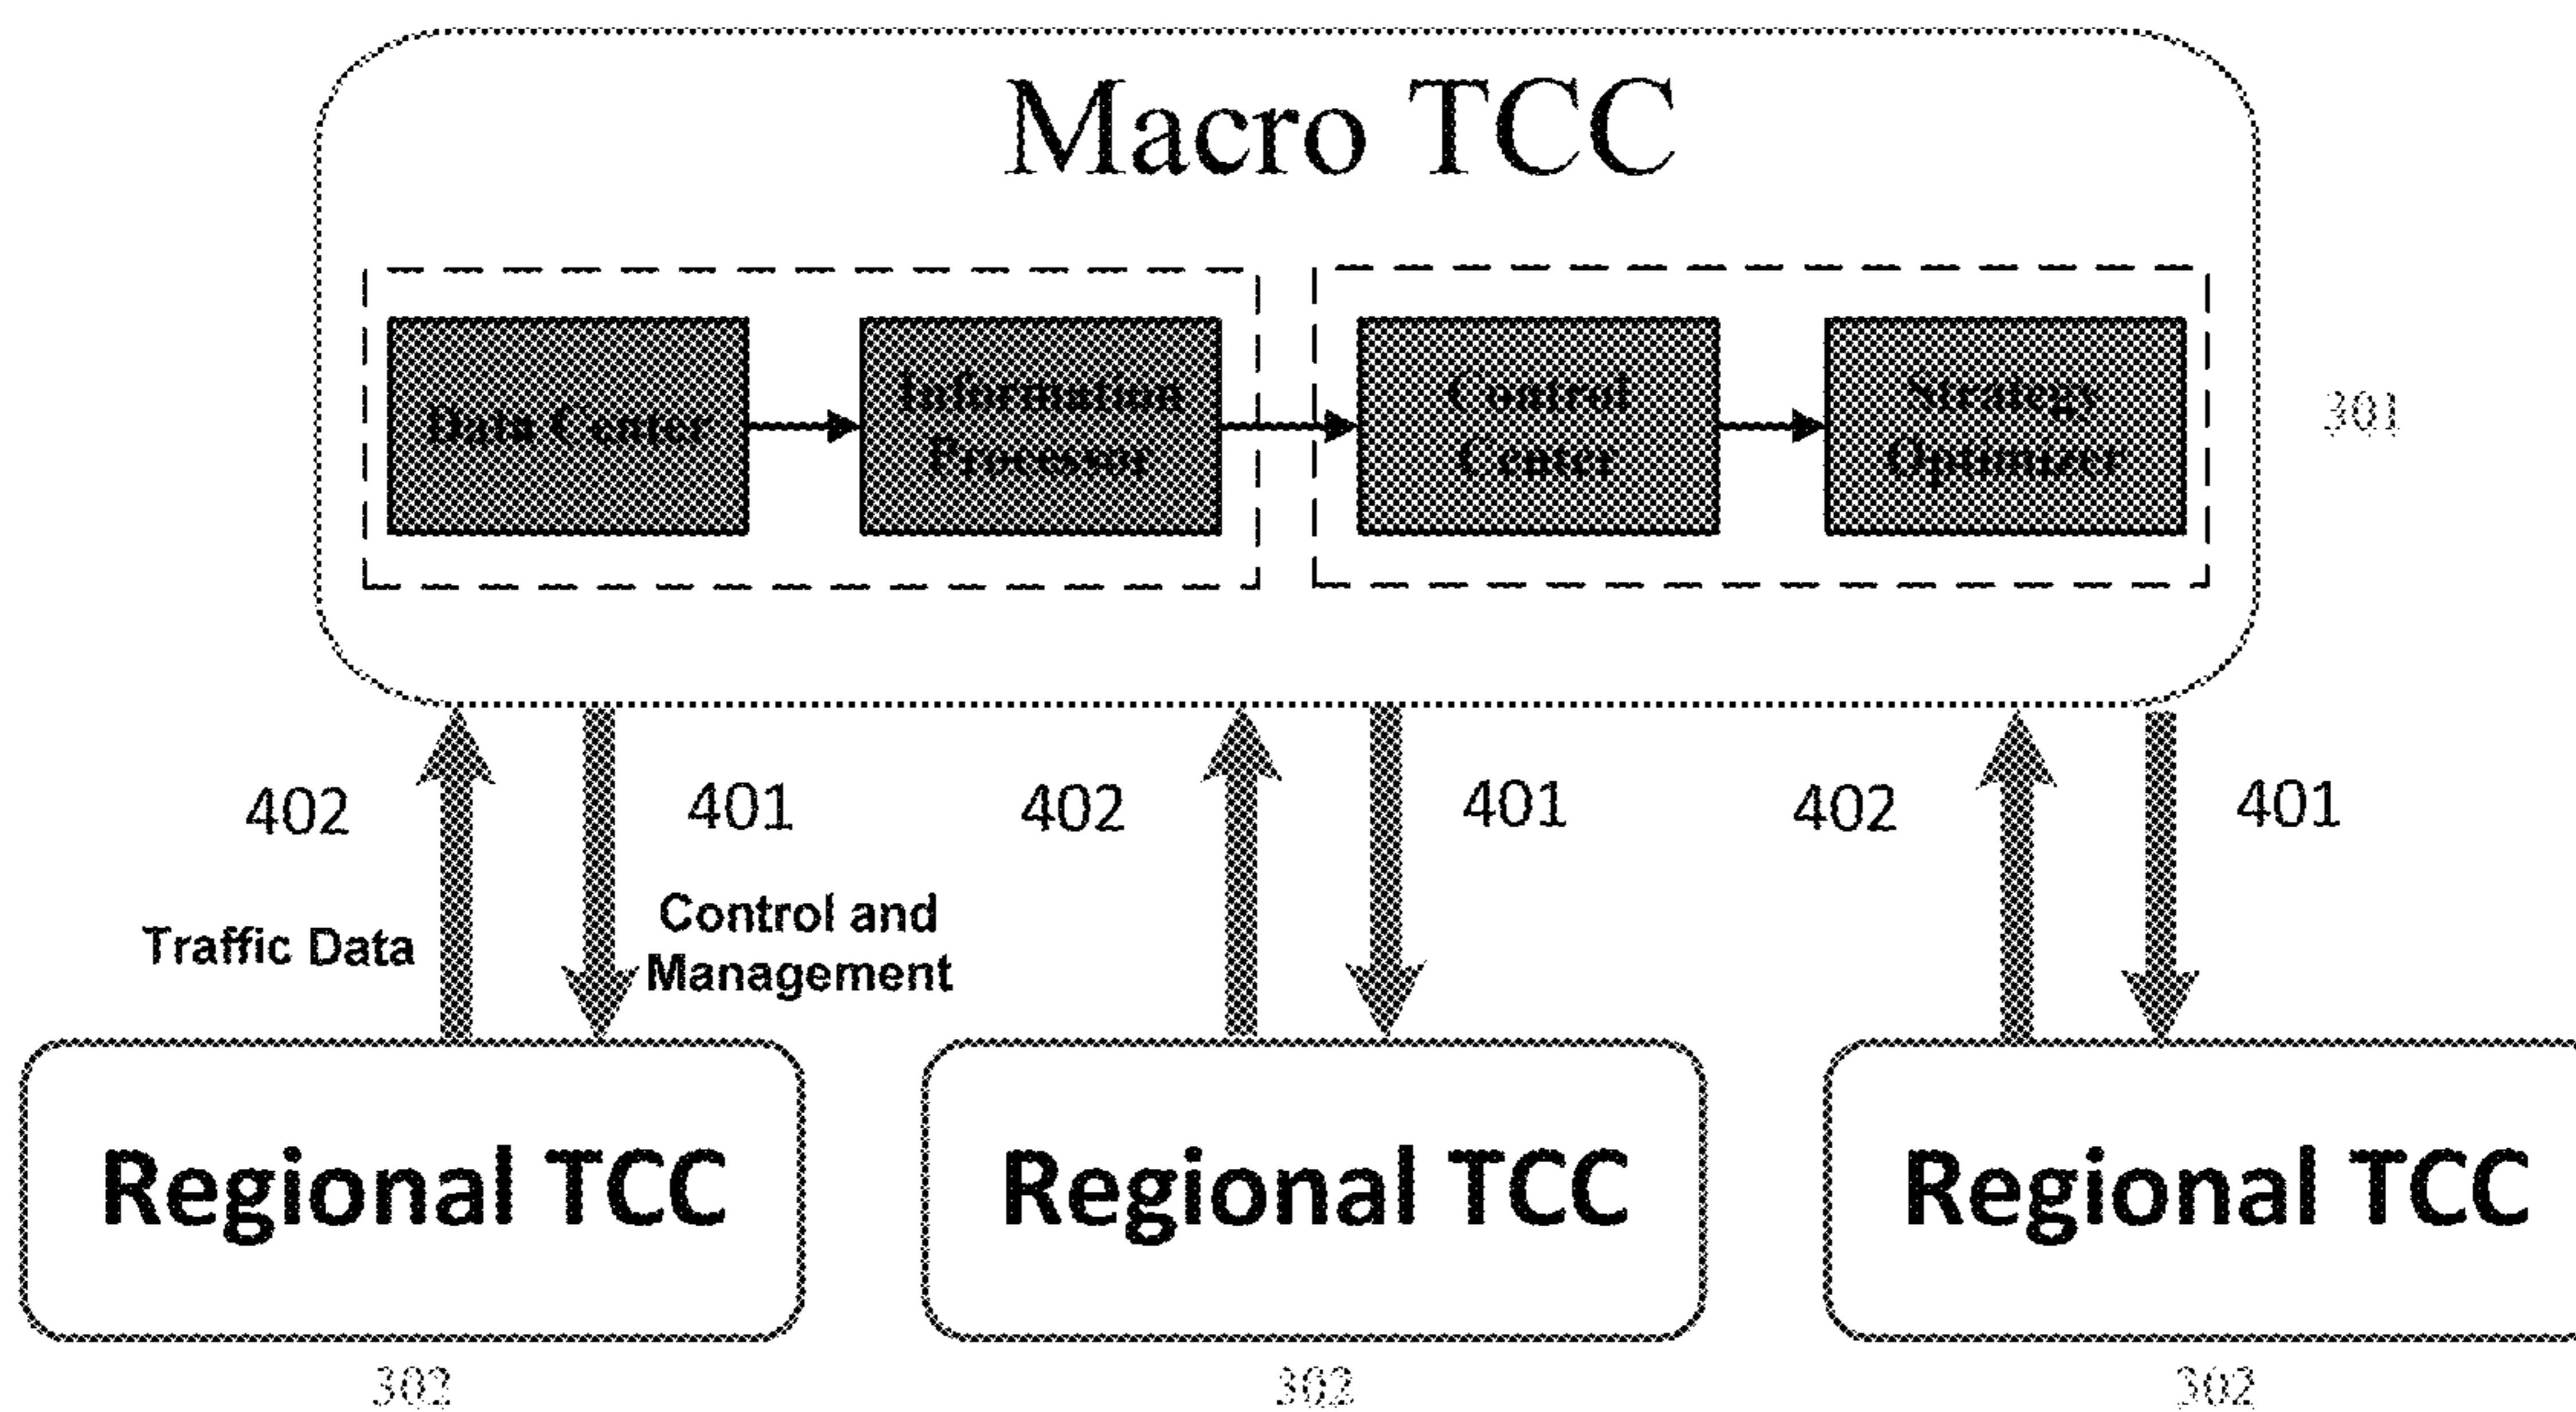 Macro TCC
Data Center
Information
Processor
Control
Center
Strategy
Optimizer
301
402
401
402
401
402
401
Traffic Data
Control and
Management
Regional TCC
Regional TCC
Regional TCC
302
302
302